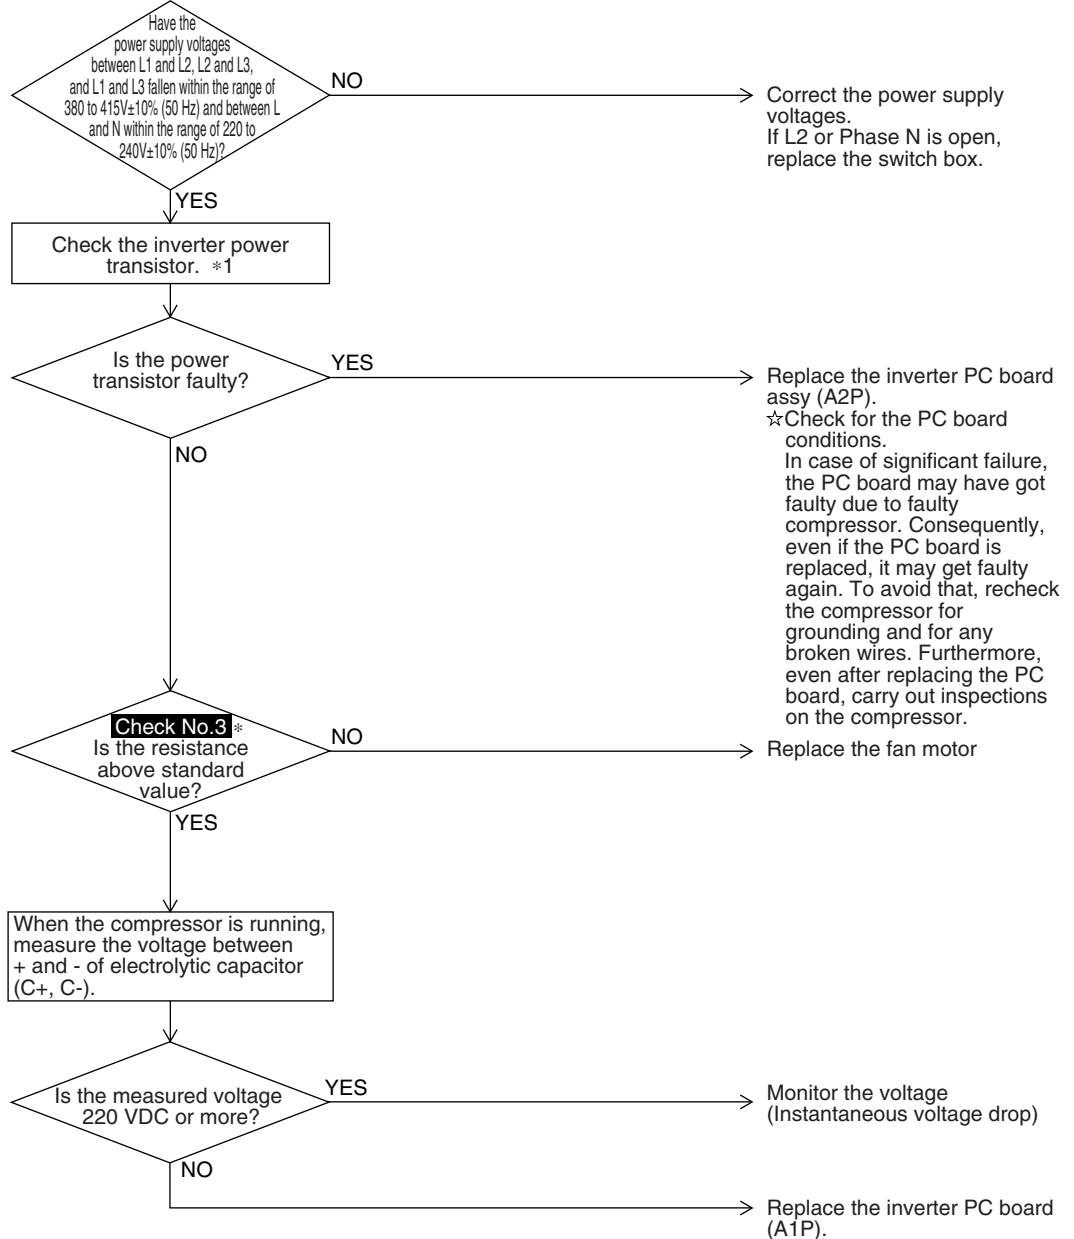 Have the
power supply voltages
between L1 and L2, L2 and L3,
and L1 and L3 fallen within the range of
380 to 415V±10% (50 Hz) and between L
and N within the range of 220 to
240V±10% (50 Hz)?
NO
Correct the power supply
voltages.
If L2 or Phase N is open,
replace the switch box.
YES
Check the inverter power
transistor. *1
Is the power
transistor faulty?
YES
Replace the inverter PC board
assy (A2P).
☆Check for the PC board
conditions.
In case of significant failure,
the PC board may have got
faulty due to faulty
compressor. Consequently,
even if the PC board is
replaced, it may get faulty
again. To avoid that, recheck
the compressor for
grounding and for any
broken wires. Furthermore,
even after replacing the PC
board, carry out inspections
on the compressor.
NO
Check No.3 *
Is the resistance
above standard
value?
NO
Replace the fan motor
YES
When the compressor is running,
measure the voltage between
+ and - of electrolytic capacitor
(C+, C-).
Is the measured voltage
220 VDC or more?
YES
Monitor the voltage
(Instantaneous voltage drop)
NO
Replace the inverter PC board
(A1P).